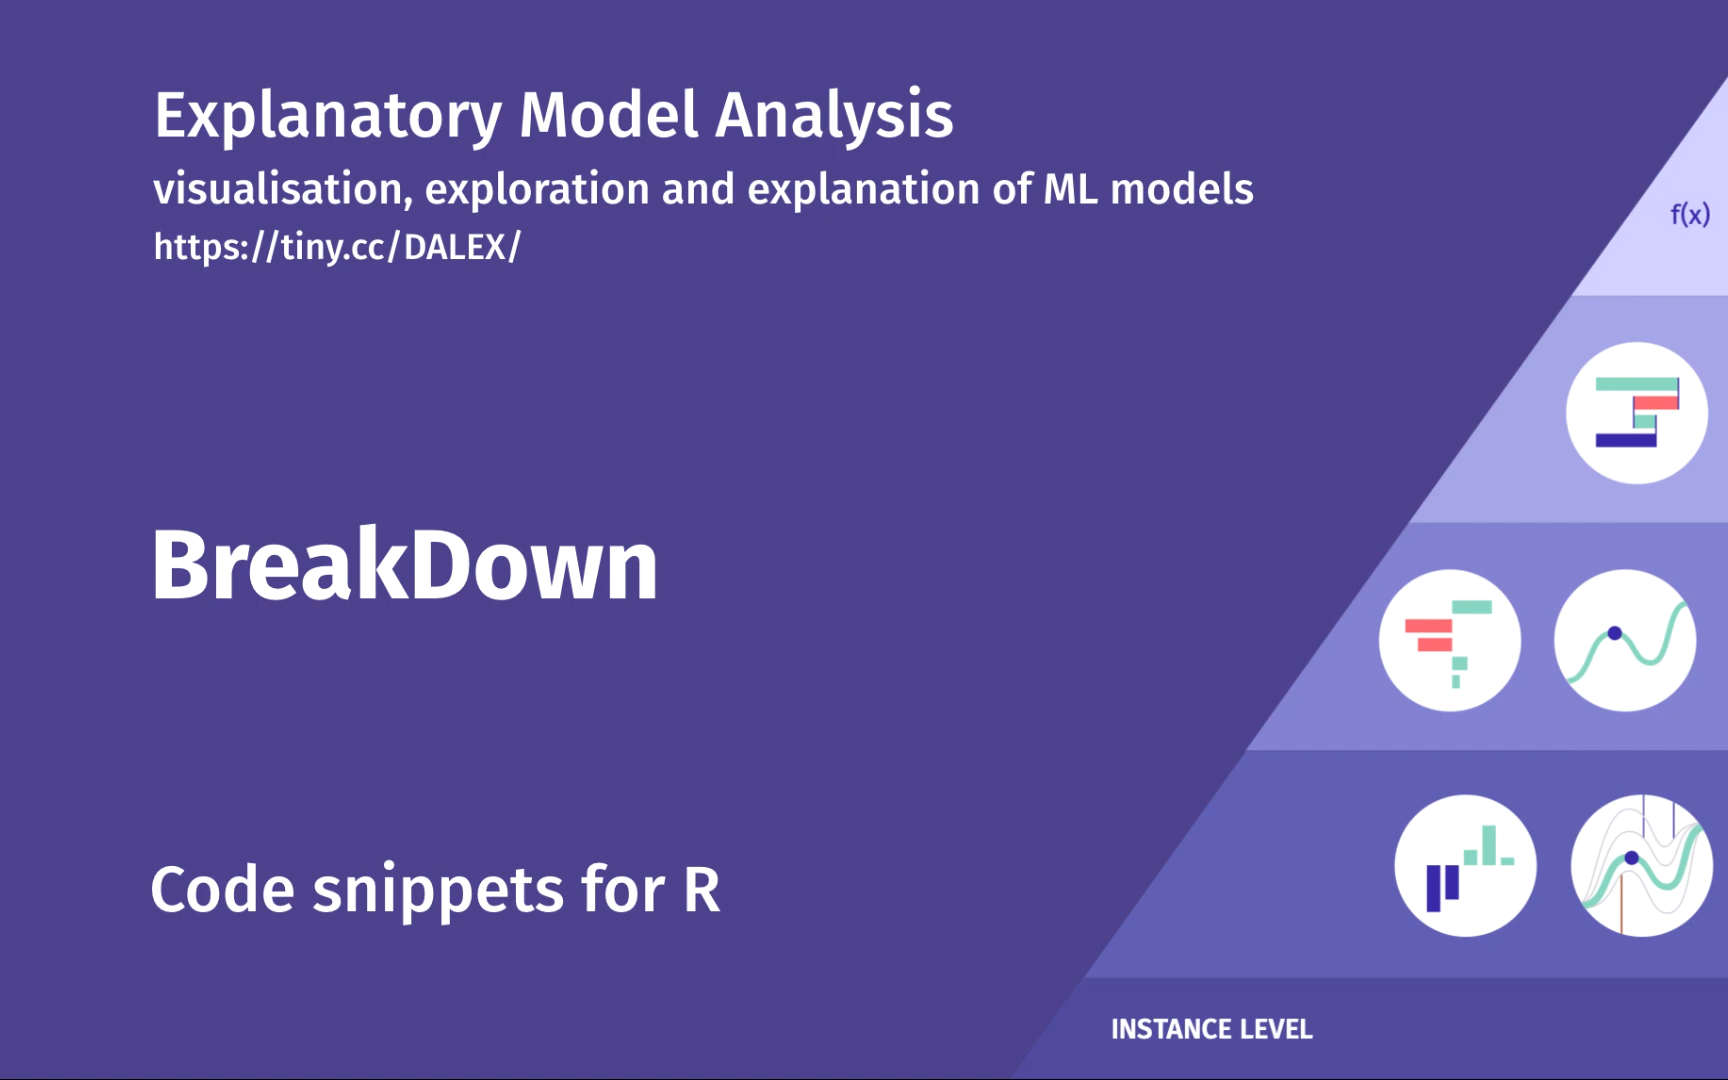 Explanatory Model Analysis
visualisation, exploration and explanation of ML models
https://tiny.cc/DALEX/
f(x)
BreakDown
Code snippets for R
INSTANCE LEVEL